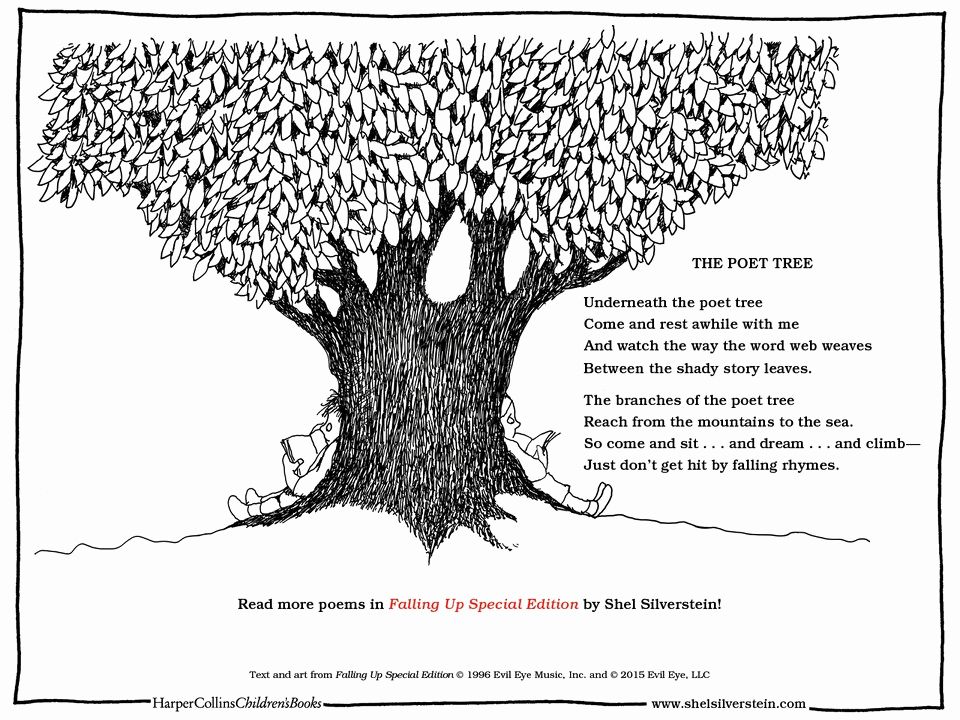 THE POET TREE
Underneath the poet tree
Come and rest awhile with me
And watch the way the word web weaves
Between the shady story leaves.
The branches of the poet tree
Reach from the mountains to the sea.
So come and sit . . . and dream . . . and climb—
Just don't get hit by falling rhymes.
Read more poems in Falling Up Special Edition by Shel Silverstein!
Text and art from Falling Up Special Edition © 1996 Evil Eye Music, Inc. and © 2015 Evil Eye, LLC
HarperCollinsChildren'sBooks
www.shelsilverstein.com